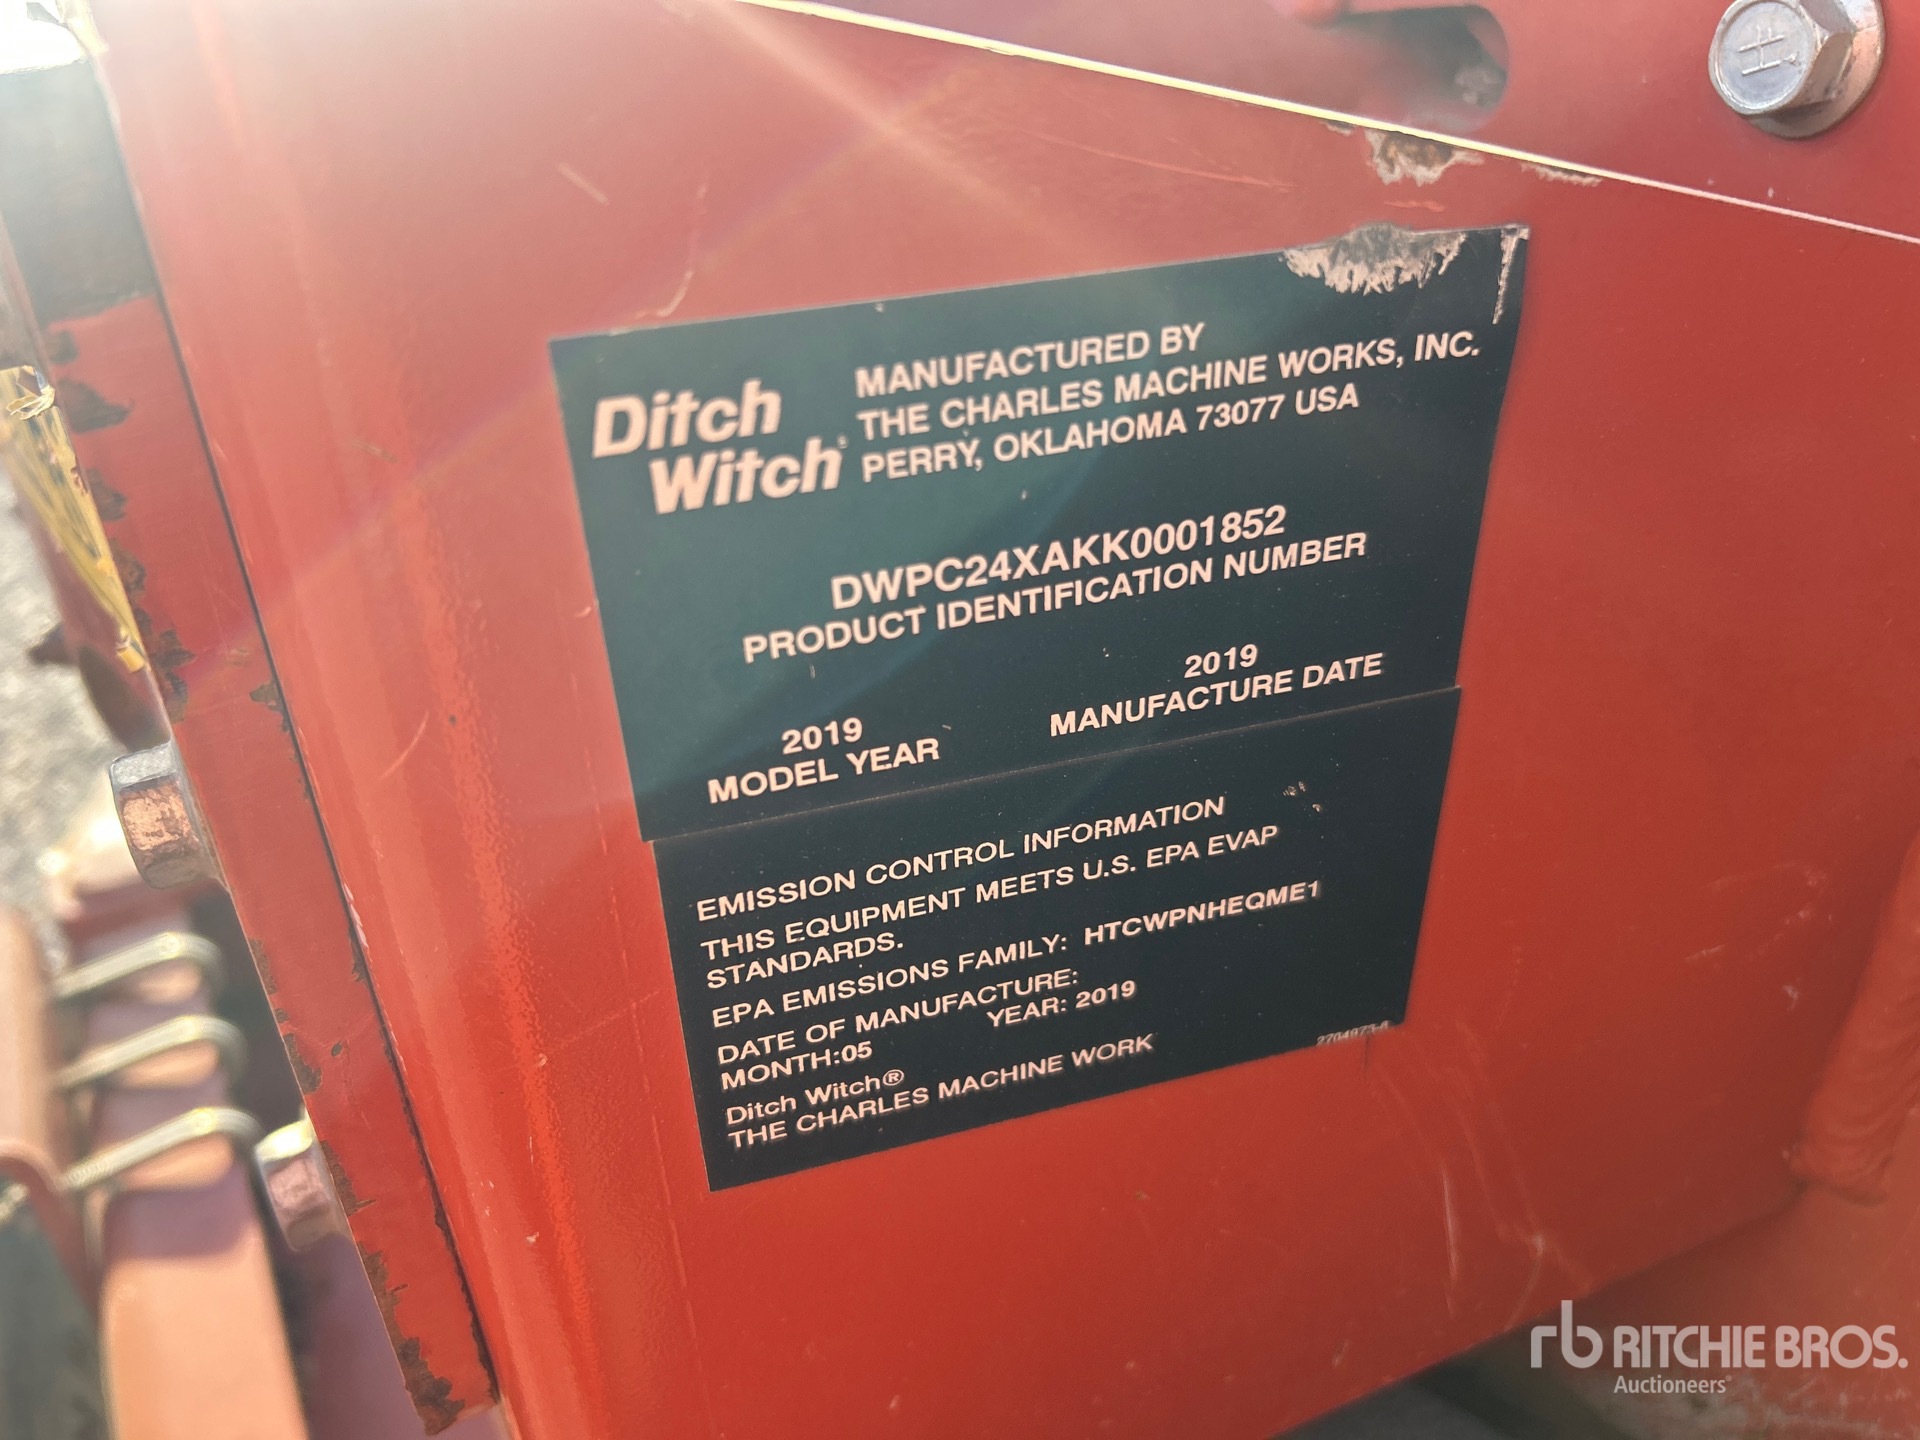 Ditch
Witch®
MANUFACTURED BY
THE CHARLES MACHINE WORKS, INC.
PERRY, OKLAHOMA 73077 USA
DWPC24XAKK0001852
PRODUCT IDENTIFICATION NUMBER
2019
MODEL YEAR
2019
MANUFACTURE DATE
EMISSION CONTROL INFORMATION
THIS EQUIPMENT MEETS U.S. EPA EVAP
STANDARDS.
EPA EMISSIONS FAMILY: HTCWPNHEQME1
DATE OF MANUFACTURE:
MONTH:05 YEAR: 2019
Ditch Witch®
THE CHARLES MACHINE WORK
H
rb RITCHIE BROS.
Auctioneers